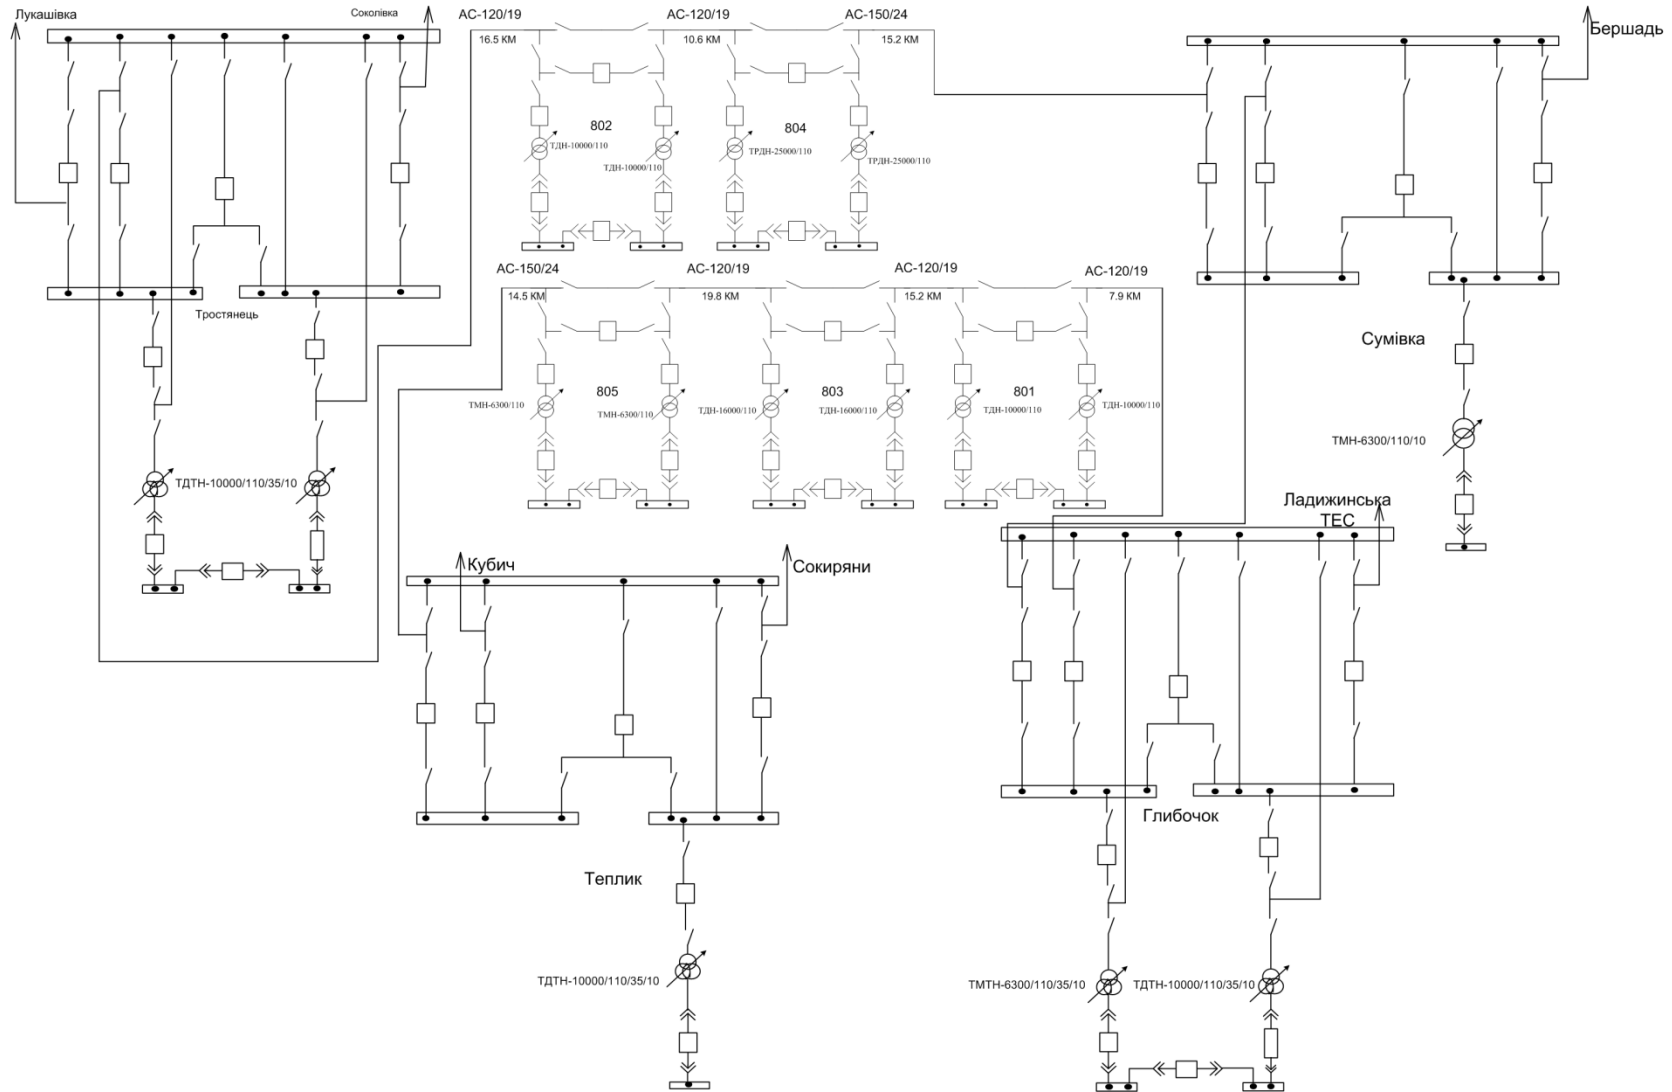 Лукашівка
Соколівка
АС-120/19
АС-120/19
АС-150/24
16.5 КМ
10.6 КМ
15.2 КМ
Бершадь
802
804
ТДН-10000/110
ТДН-10000/110
ТРДН-25000/110
ТРДН-25000/110
АС-150/24
АС-120/19
АС-120/19
АС-120/19
14.5 КМ
19.8 КМ
15.2 КМ
7.9 КМ
Тростянець
Сумівка
805
803
801
ТМН-6300/110
ТМН-6300/110
ТДН-16000/110
ТДН-16000/110
ТДН-10000/110
ТДН-10000/110
ТМН-6300/110/10
ТДТН-10000/110/35/10
Ладижинська
ТЕС
Кубич
Сокиряни
Глибочок
Теплик
ТДТН-10000/110/35/10
ТМТН-6300/110/35/10
ТДТН-10000/110/35/10